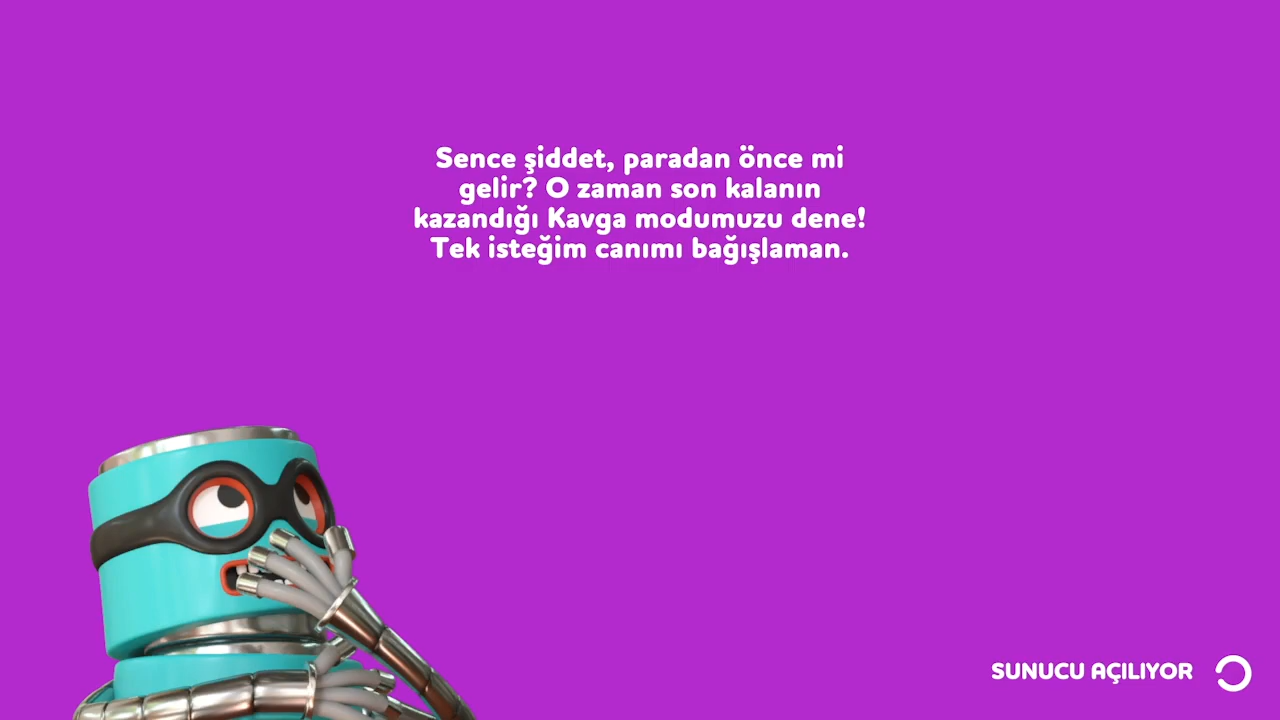 Sence şiddet, paradan önce mi
gelir? O zaman son kalanın
kazandığı Kavga modumuzu dene!
Tek isteğim canımı bağışlaman.
SUNUCU AÇILIYOR